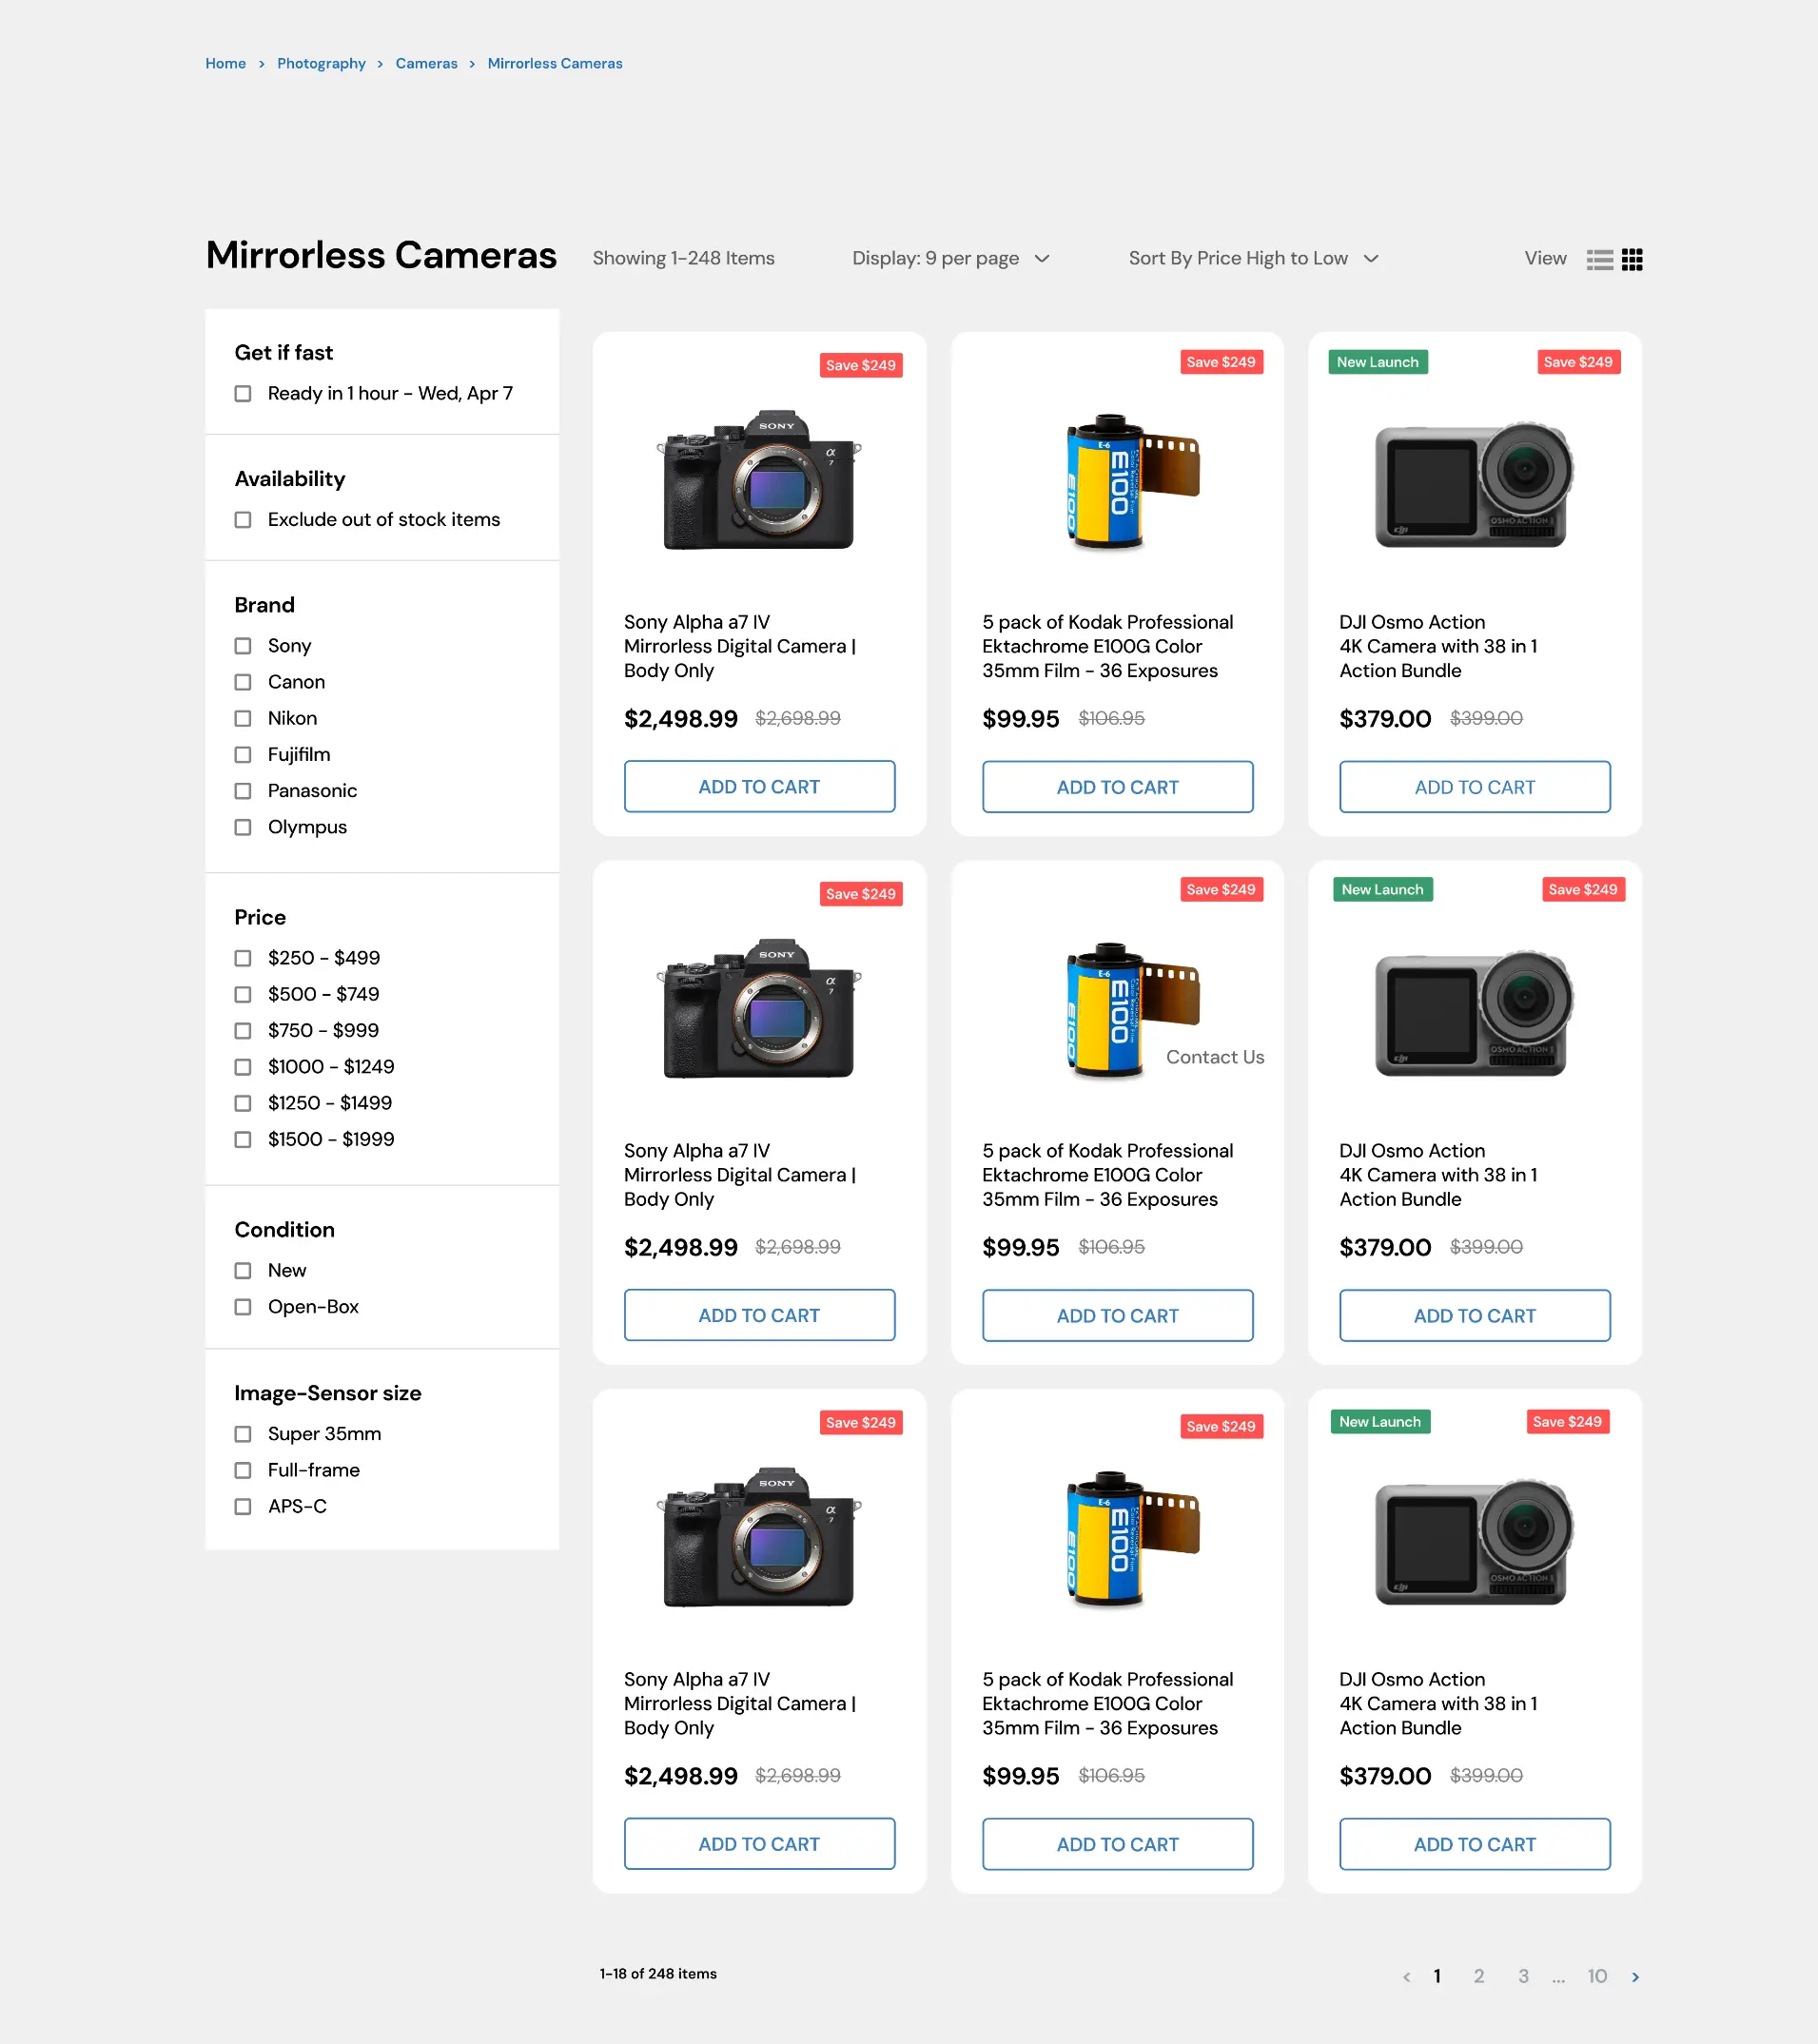 Home > Photography > Cameras > Mirrorless Cameras
Mirrorless Cameras
Showing 1-248 Items
Display: 9 per page
Sort By Price High to Low
View
Get if fast
Ready in 1 hour - Wed, Apr 7
Availability
Exclude out of stock items
Brand
Sony
Canon
Nikon
Fujifilm
Panasonic
Olympus
Price
$250 - $499
$500 - $749
$750 - $999
$1000 - $1249
$1250 - $1499
$1500 - $1999
Condition
New
Open-Box
Image-Sensor size
Super 35mm
Full-frame
APS-C
Save $249
SONY
α
7
Sony Alpha a7 IV
Mirrorless Digital Camera |
Body Only
$2,498.99 $2,698.99
ADD TO CART
Save $249
E-6
E100
E100
5 pack of Kodak Professional
Ektachrome E100G Color
35mm Film - 36 Exposures
$99.95 $106.95
ADD TO CART
New Launch
Save $249
OSMO ACTION
dji
DJI Osmo Action
4K Camera with 38 in 1
Action Bundle
$379.00 $399.00
ADD TO CART
Save $249
SONY
α
7
Sony Alpha a7 IV
Mirrorless Digital Camera |
Body Only
$2,498.99 $2,698.99
ADD TO CART
Save $249
E-6
E100
E100
Contact Us
5 pack of Kodak Professional
Ektachrome E100G Color
35mm Film - 36 Exposures
$99.95 $106.95
ADD TO CART
New Launch
Save $249
OSMO ACTION
dji
DJI Osmo Action
4K Camera with 38 in 1
Action Bundle
$379.00 $399.00
ADD TO CART
Save $249
SONY
α
7
Sony Alpha a7 IV
Mirrorless Digital Camera |
Body Only
$2,498.99 $2,698.99
ADD TO CART
Save $249
E-6
E100
E100
5 pack of Kodak Professional
Ektachrome E100G Color
35mm Film - 36 Exposures
$99.95 $106.95
ADD TO CART
New Launch
Save $249
OSMO ACTION
dji
DJI Osmo Action
4K Camera with 38 in 1
Action Bundle
$379.00 $399.00
ADD TO CART
1-18 of 248 items
< 1 2 3 ... 10 >